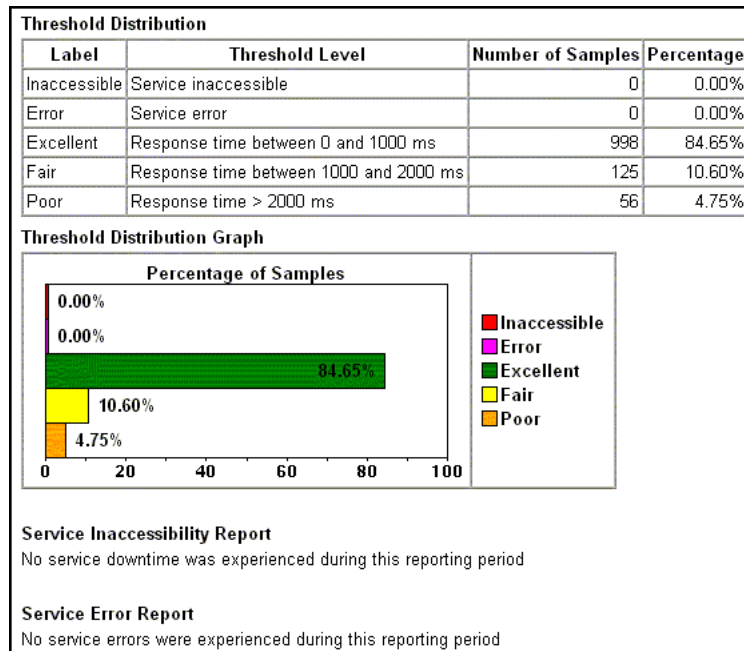 Threshold Distribution
Label Threshold Level Number of Samples Percentage
Inaccessible Service inaccessible 0 0.00%
Error Service error 0 0.00%
Excellent Response time between 0 and 1000 ms 998 84.65%
Fair Response time between 1000 and 2000 ms 125 10.60%
Poor Response time > 2000 ms 56 4.75%
Threshold Distribution Graph
Percentage of Samples
0.00%
0.00%
84.65%
10.60%
4.75%
0 20 40 60 80 100
Inaccessible
Error
Excellent
Fair
Poor
Service Inaccessibility Report
No service downtime was experienced during this reporting period
Service Error Report
No service errors were experienced during this reporting period